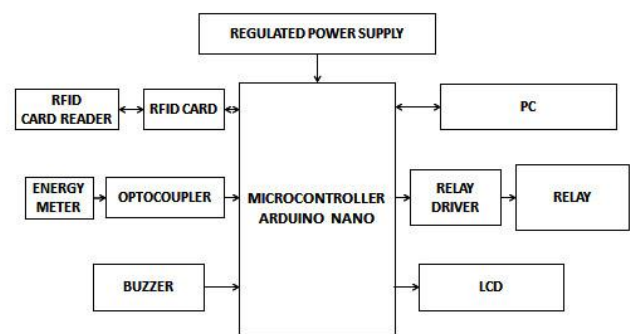 REGULATED POWER SUPPLY
RFID
CARD READER
RFID CARD
PC
ENERGY
METER
OPTOCOUPLER
MICROCONTROLLER
ARDUINO NANO
RELAY
DRIVER
RELAY
BUZZER
LCD